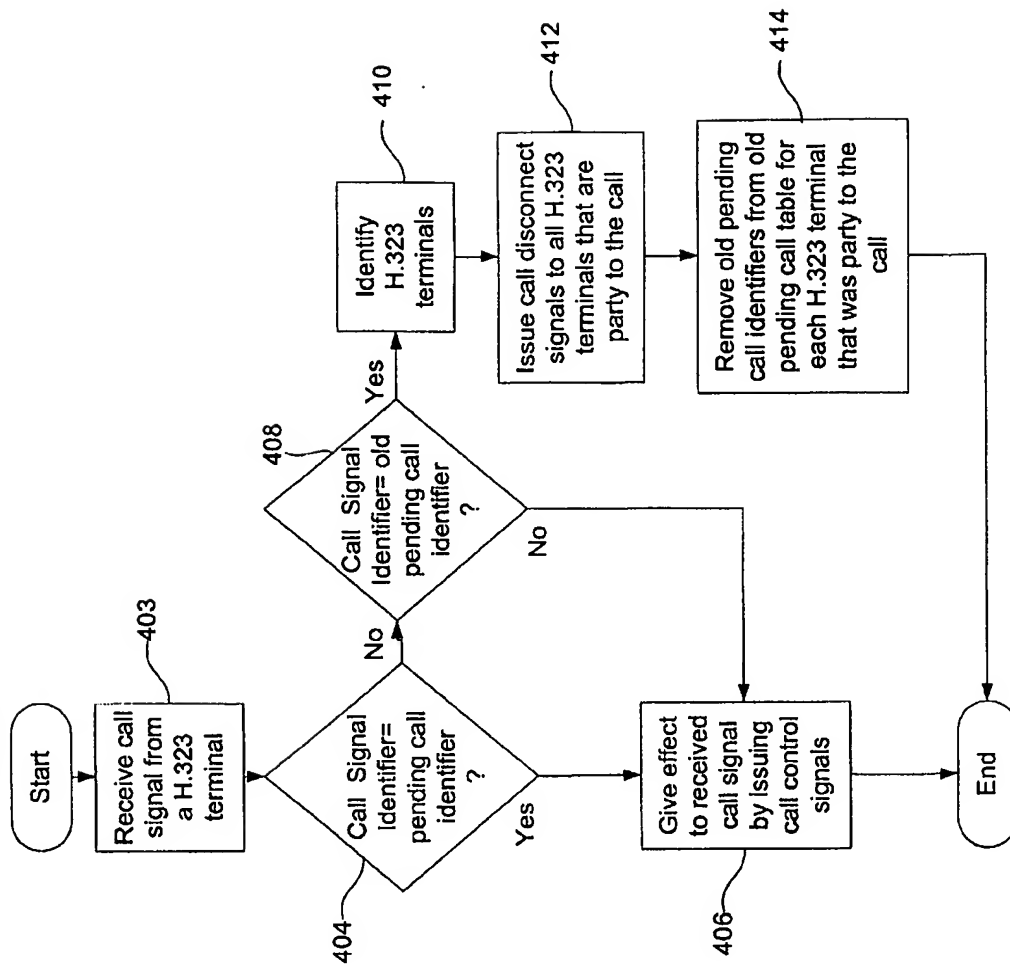 Start
403
Receive call
signal from
a H.323
terminal
404
Call Signal
Identifier=
pending call
identifier
?
No
Yes
408
Call Signal
Identifier= old
pending call
identifier
?
Yes
No
410
Identify
H.323
terminals
412
Issue call disconnect
signals to all H.323
terminals that are
party to the call
414
Remove old pending
call identifiers from old
pending call table for
each H.323 terminal
that was party to the
call
406
Give effect
to received
call signal
by Issuing
call control
signals
End